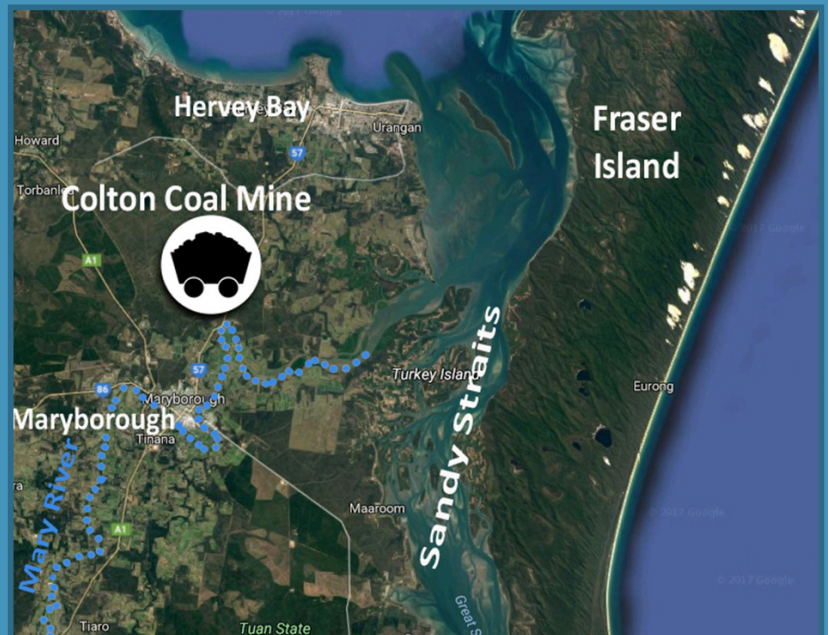 Hervey Bay
Urangan
Fraser
Island
Howard
57
Colton Coal Mine
© 2017 Google
A1
57
Sandy Straits
Turkey Island
86
Eurong
Maryborough
Maryborough
Tinana
Mary River
Maaroom
© 2017 Google
A1
© 2017 Google
Tiaro
Tuan State
Great S